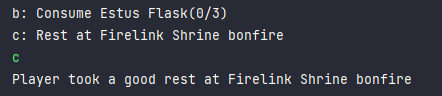 b: Consume Estus Flask(0/3)
c: Rest at Firelink Shrine bonfire
c
Player took a good rest at Firelink Shrine bonfire